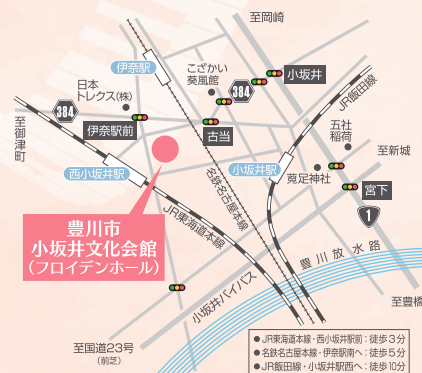 至岡崎
伊奈駅
こざかい
葵風館
384
小坂井
384
日本
トレクス(株)
JR飯田線
伊奈駅前
古当
五社
稲荷
至御津町
至新城
西小坂井駅
小坂井駅
菟足神社
宮下
名鉄名古屋本線
1
豊川市
小坂井文化会館
(フロイデンホール)
JR東海道本線
豊川放水路
小坂井バイパス
至豊橋
至国道23号
(前芝)
●JR東海道本線・西小坂井駅前：徒歩3分
●名鉄名古屋本線・伊奈駅南へ：徒歩5分
●JR飯田線・小坂井駅西へ：徒歩10分